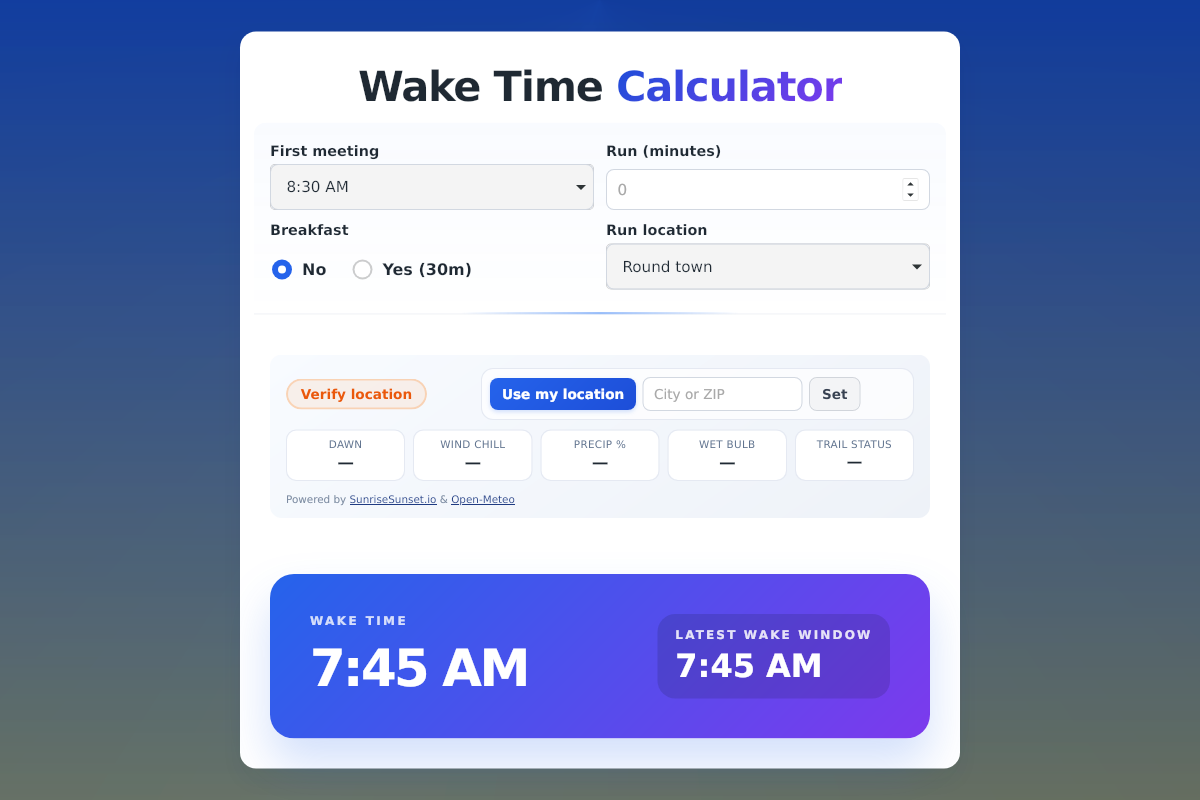 Wake Time Calculator
First meeting
8:30 AM
Run (minutes)
0
Breakfast
No
Yes (30m)
Run location
Round town
Verify location
Use my location
City or ZIP
Set
DAWN
—
WIND CHILL
—
PRECIP %
—
WET BULB
—
TRAIL STATUS
—
Powered by SunriseSunset.io & Open-Meteo
WAKE TIME
7:45 AM
LATEST WAKE WINDOW
7:45 AM